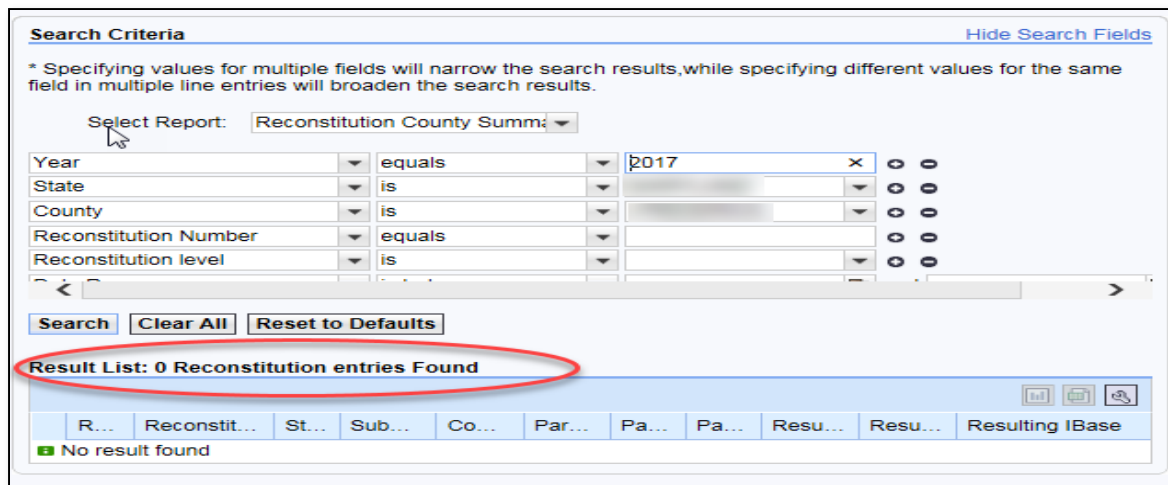 Search Criteria Hide Search Fields
* Specifying values for multiple fields will narrow the search results,while specifying different values for the same
field in multiple line entries will broaden the search results.
Select Report: Reconstitution County Summa
Year equals 2017
State is
County is
Reconstitution Number equals
Reconstitution level is
Search Clear All Reset to Defaults
Result List: 0 Reconstitution entries Found
R... Reconstit... St... Sub... Co... Par... Pa... Pa... Resu... Resu... Resulting IBase
No result found